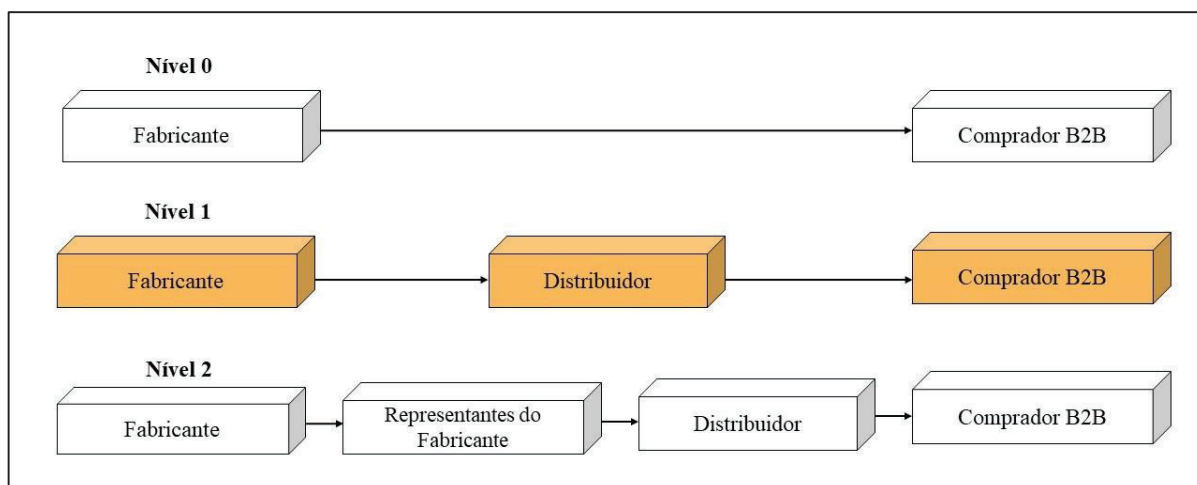 Nível 0
Fabricante
Comprador B2B
Nível 1
Fabricante
Distribuidor
Comprador B2B
Nível 2
Fabricante
Representantes do
Fabricante
Distribuidor
Comprador B2B